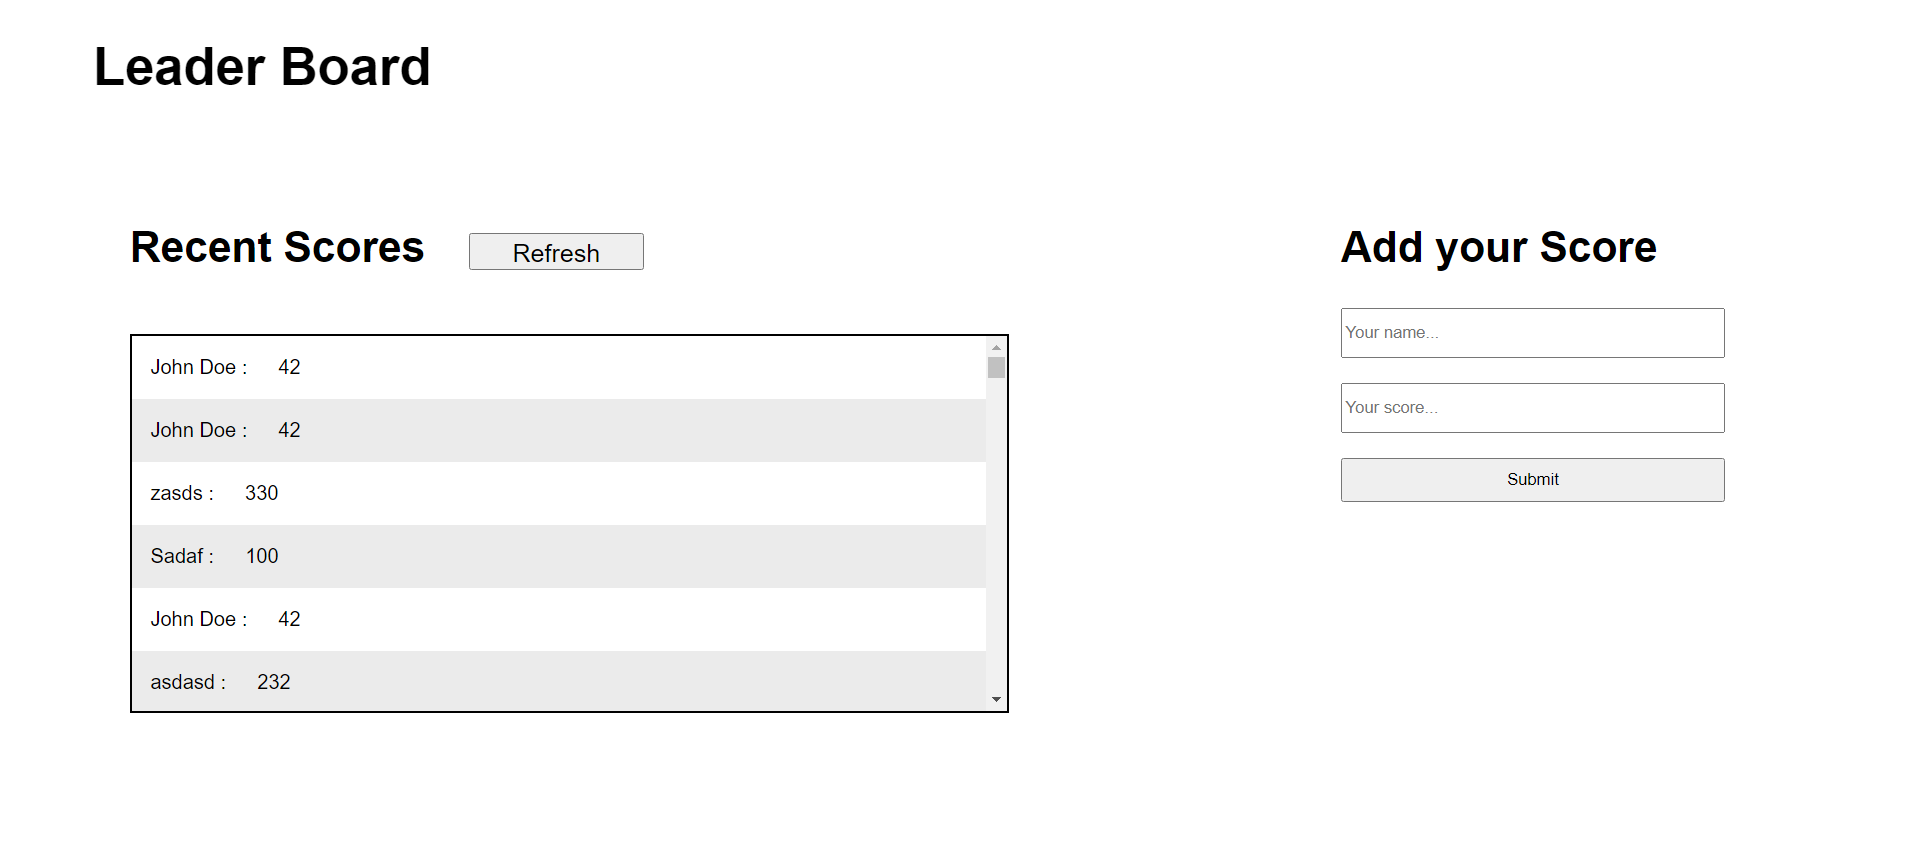 Leader Board
Recent Scores
Refresh
John Doe : 42
John Doe : 42
zasds : 330
Sadaf : 100
John Doe : 42
asdasd : 232
Add your Score
Your name...
Your score...
Submit